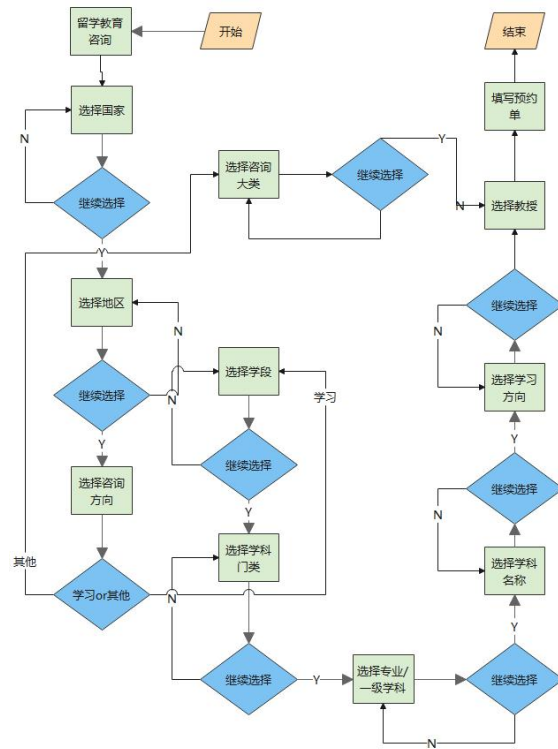 留学教育
咨询
开始
结束
选择国家
填写预约
单
N
选择咨询
大类
继续选择
Y
N
选择教授
继续选择
Y
选择地区
N
继续选择
N
选择学段
学习
继续选择
N
选择学习
方向
Y
Y
选择咨询
方向
继续选择
继续选择
N
Y
其他
选择学科
门类
选择学科
名称
学习or其他
N
Y
继续选择
Y
选择专业/
一级学科
继续选择
N